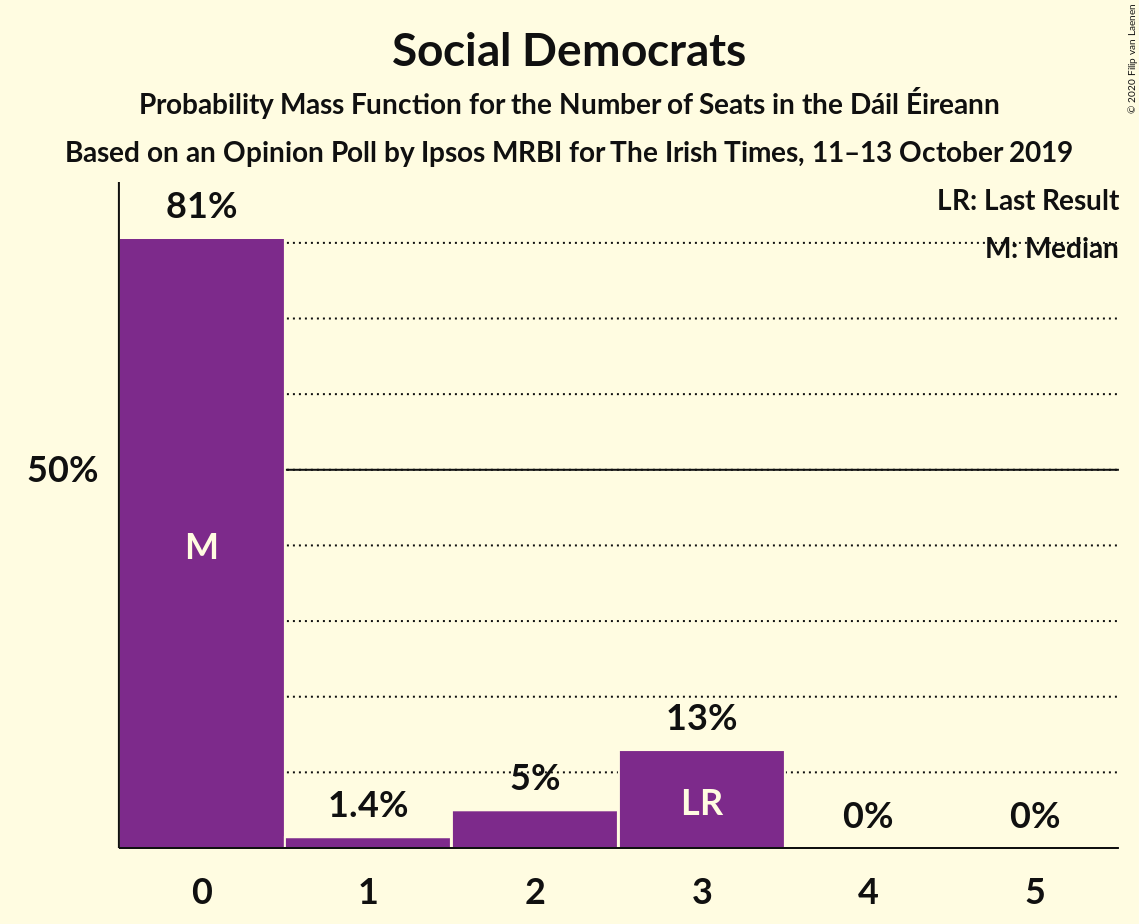 Social Democrats
Probability Mass Function for the Number of Seats in the Dáil Éireann
Based on an Opinion Poll by Ipsos MRBI for The Irish Times, 11–13 October 2019
© 2020 Filip van Laenen
LR: Last Result
M: Median
81%
50%
M
1.4%
5%
13%
LR
0%
0%
0 1 2 3 4 5